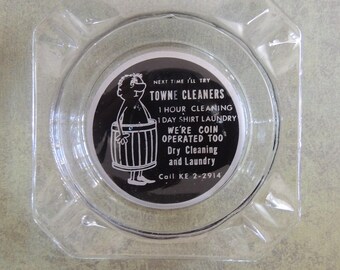 NEXT TIME I'LL TRY
TOWNE CLEANERS
1 HOUR CLEANING
1 DAY SHIRT LAUNDRY
WE'RE COIN
OPERATED TOO
Dry Cleaning
and Laundry
Call KE 2-2914